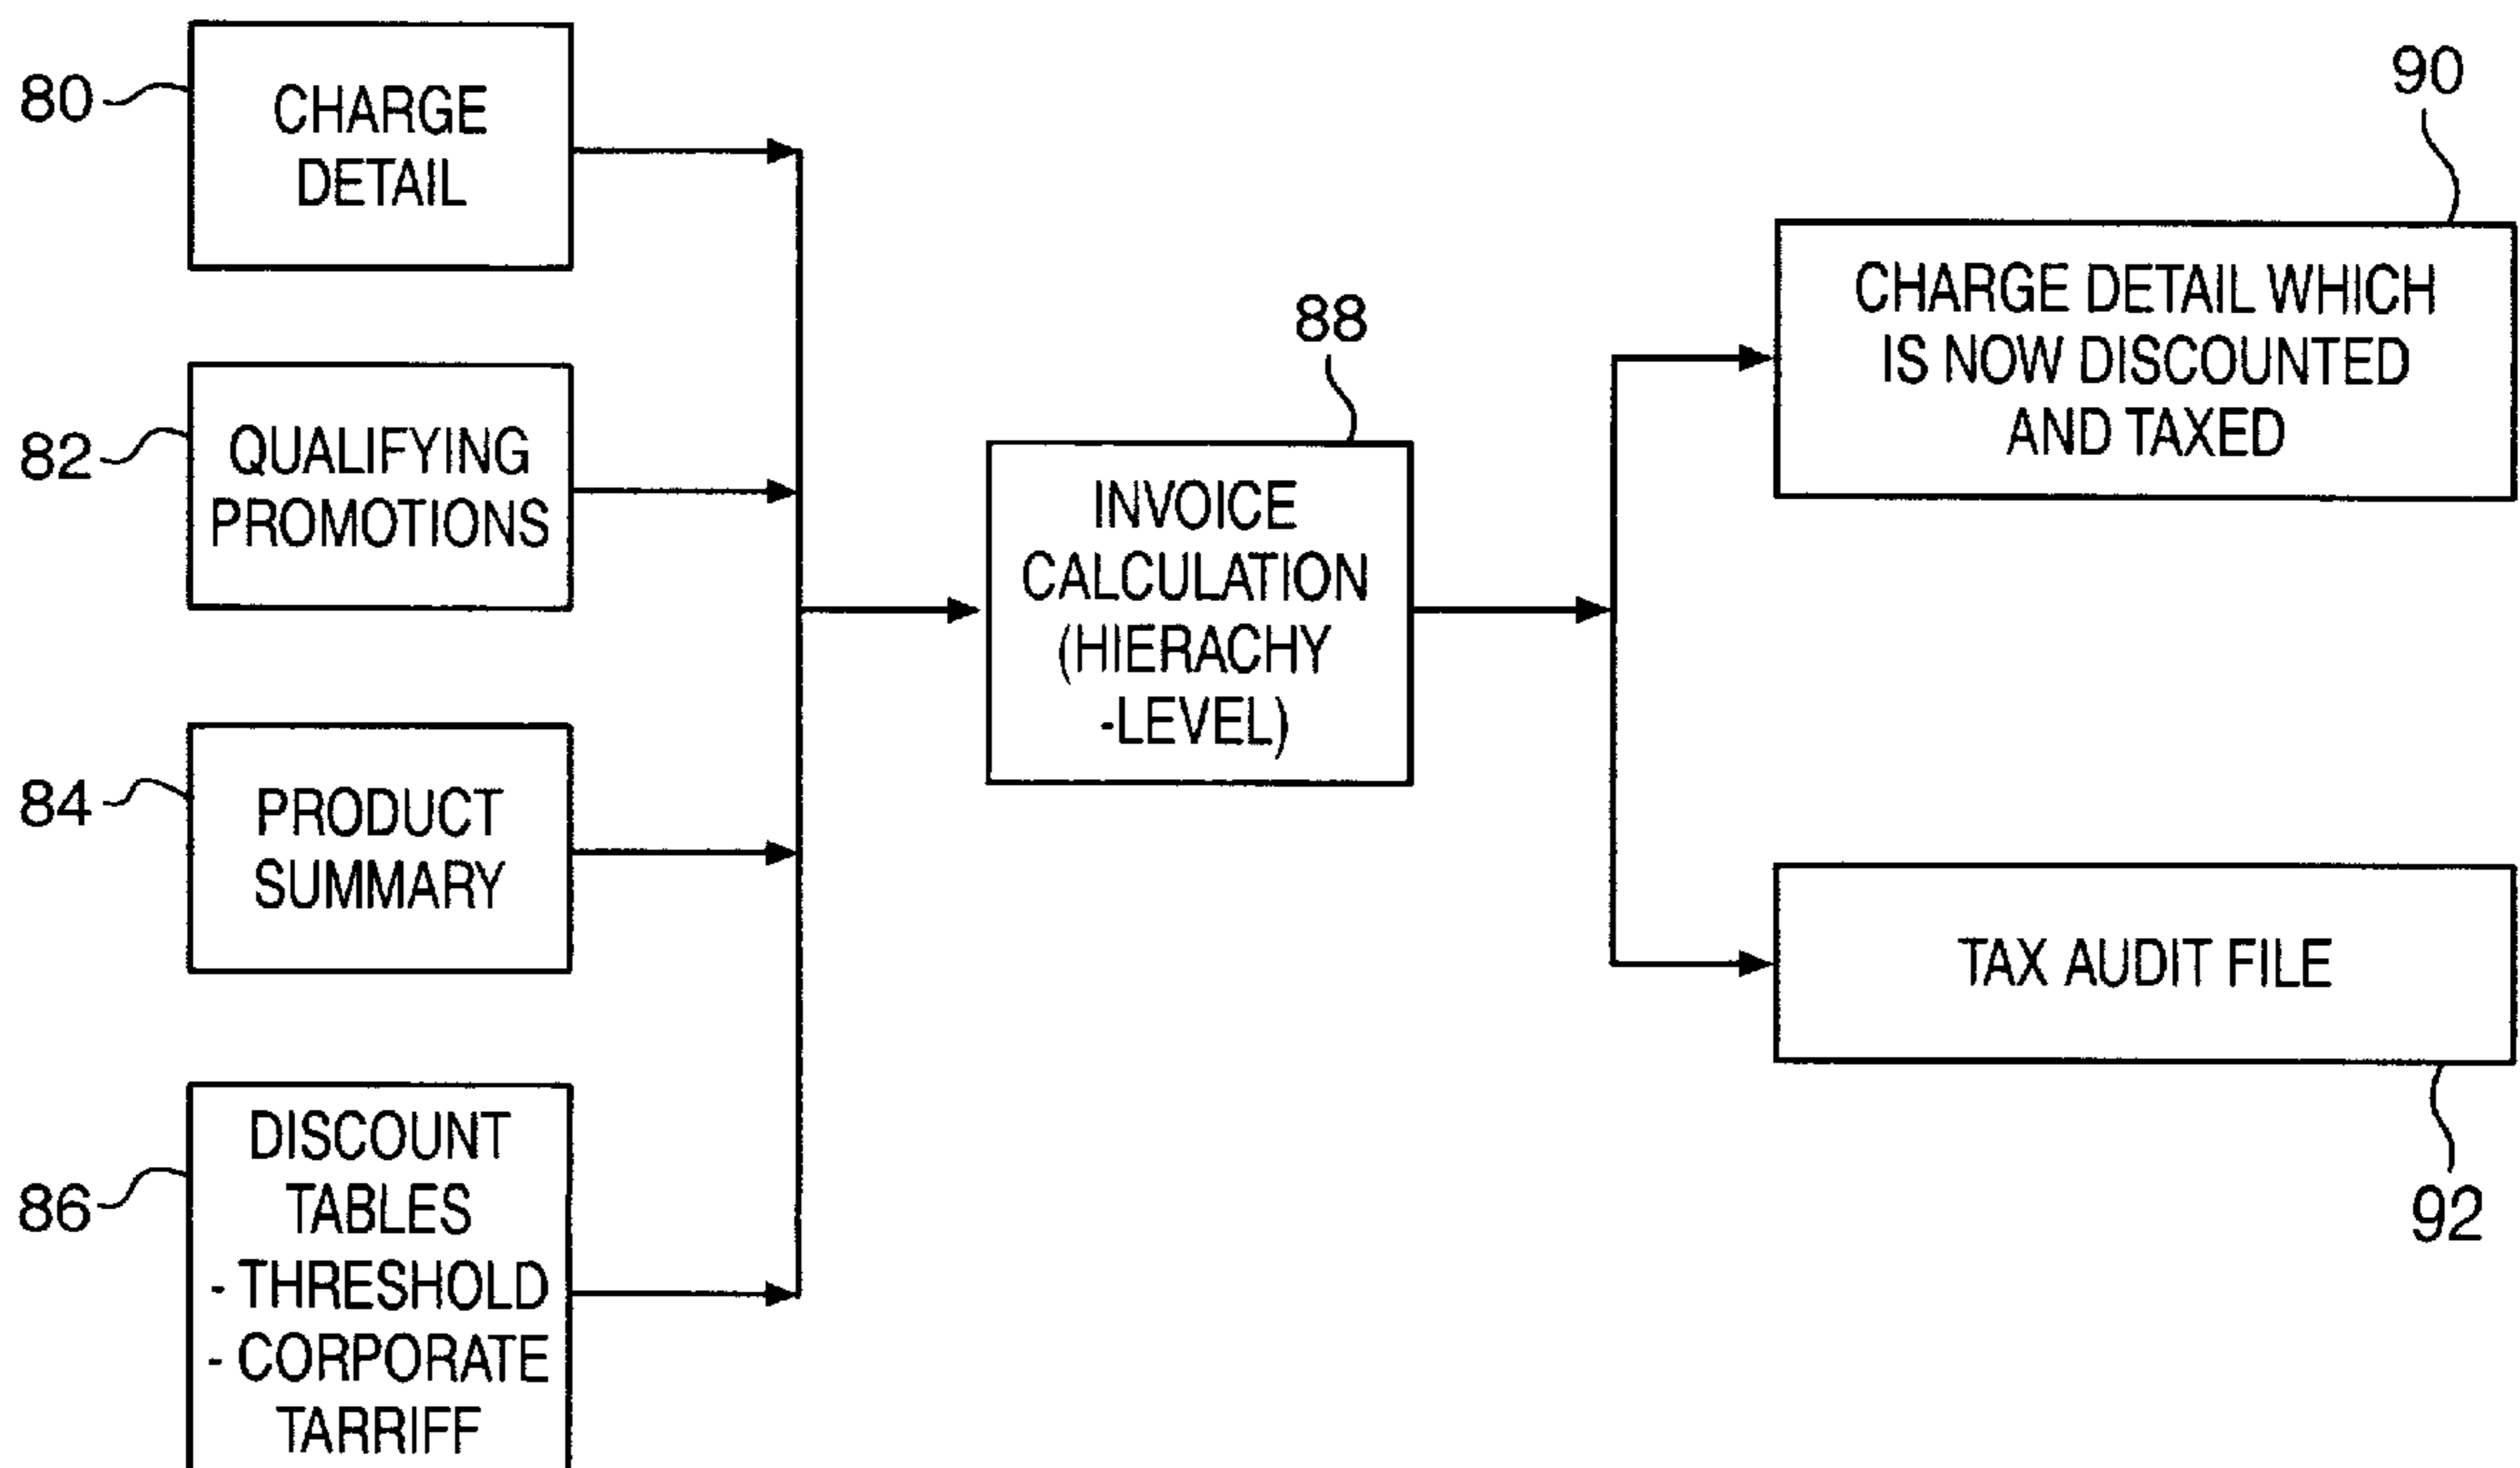 80
CHARGE
DETAIL
82
QUALIFYING
PROMOTIONS
84
PRODUCT
SUMMARY
86
DISCOUNT
TABLES
- THRESHOLD
- CORPORATE
TARRIFF
88
INVOICE
CALCULATION
(HIERACHY
-LEVEL)
90
CHARGE DETAIL WHICH
IS NOW DISCOUNTED
AND TAXED
TAX AUDIT FILE
92